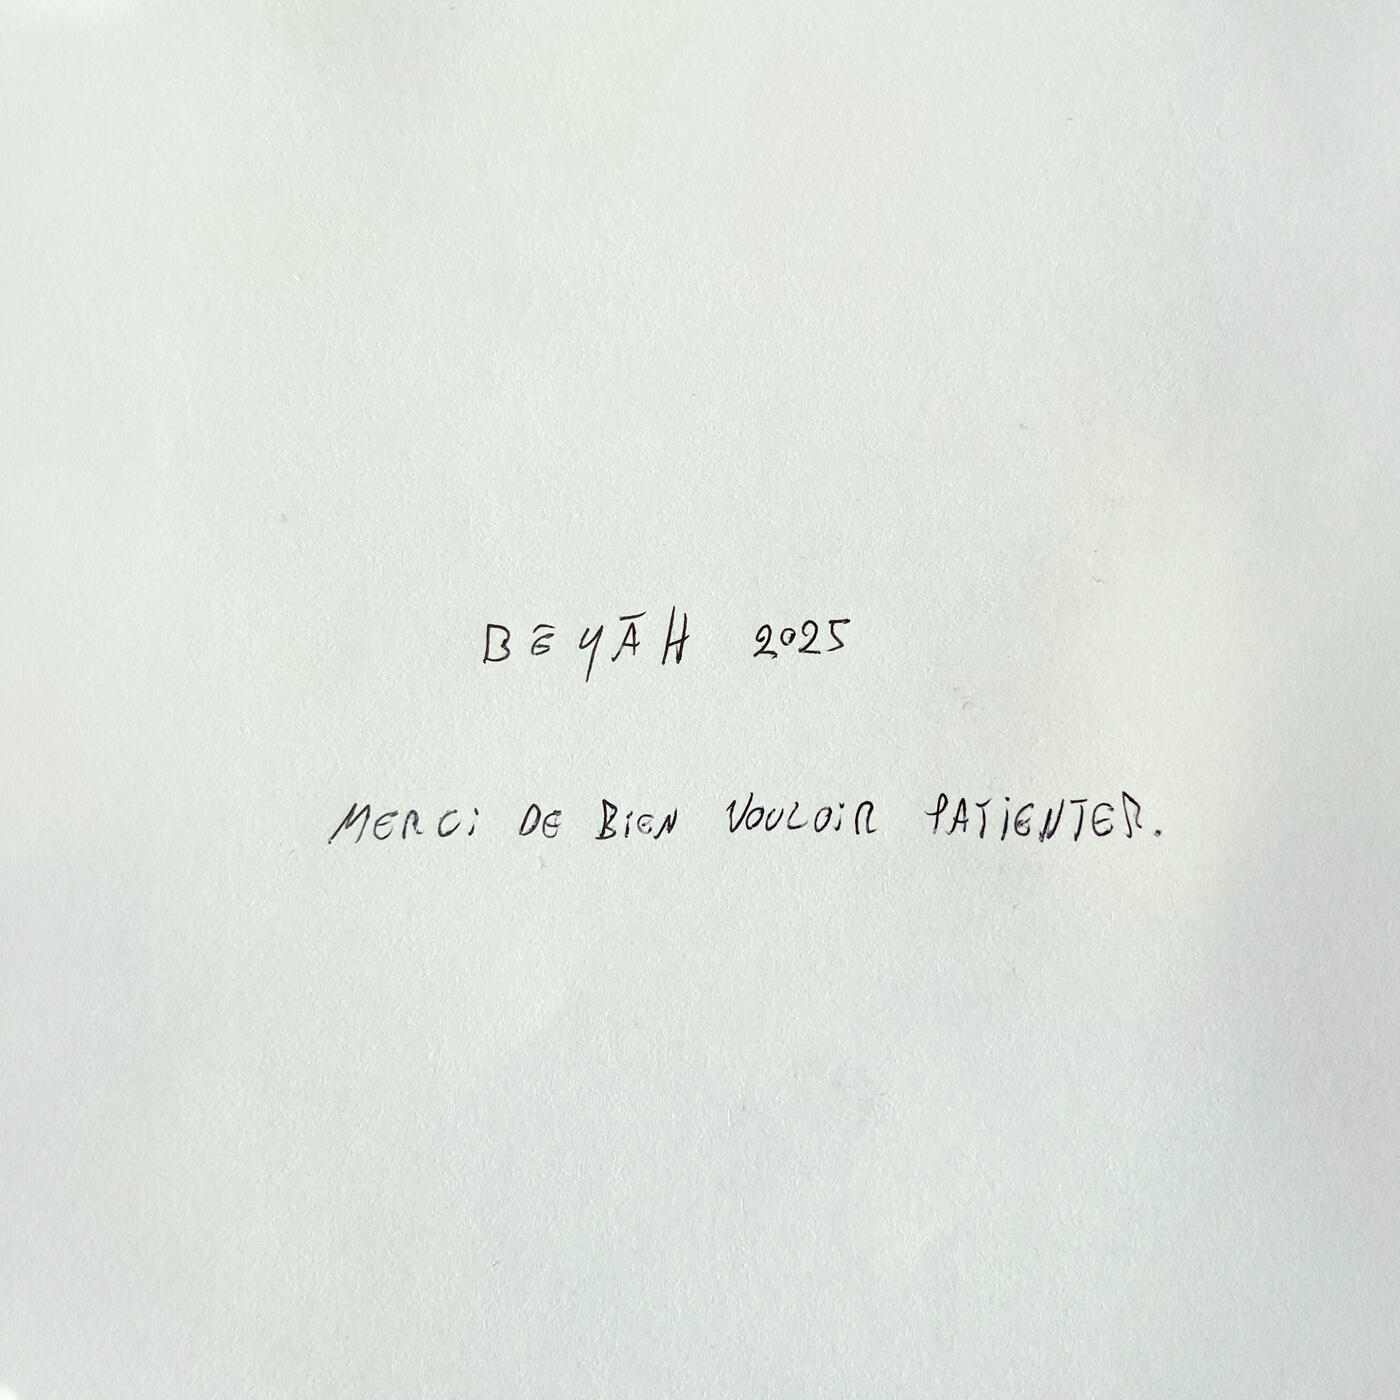 BĒYĀH 2025
MERCi DE BiEN VOULOiR PATiENTER.